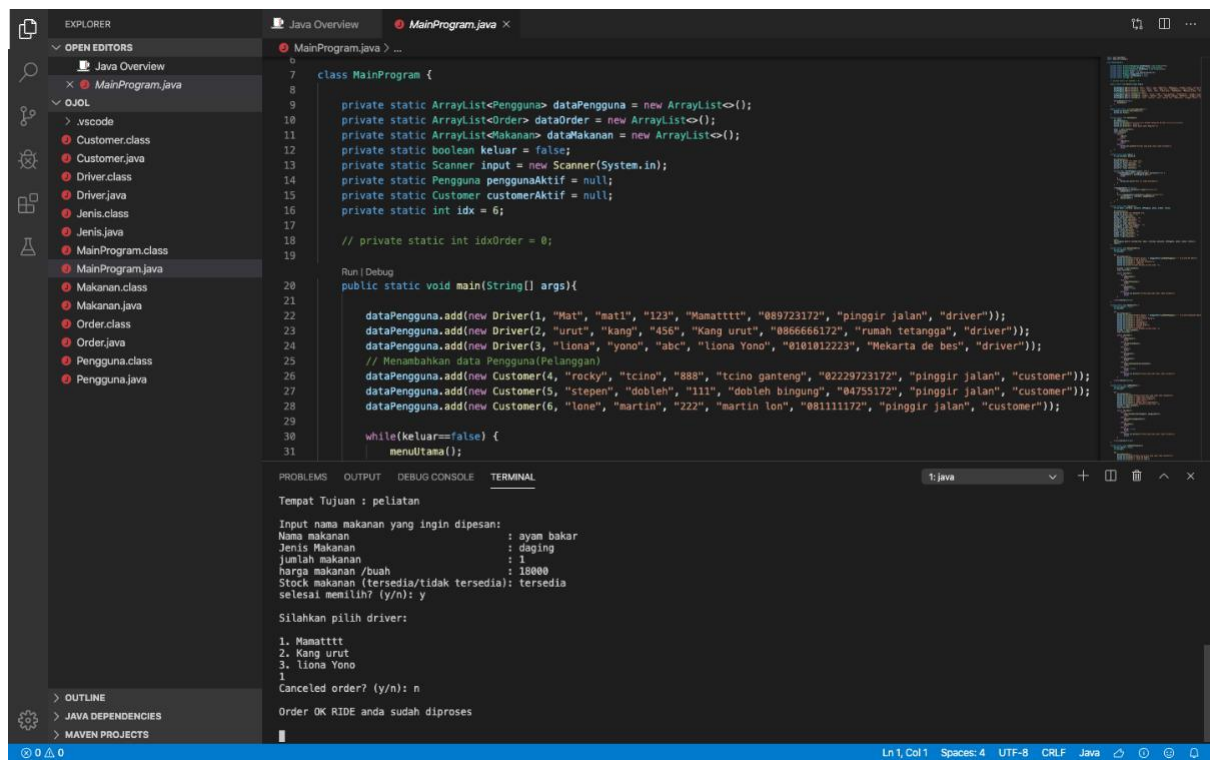 EXPLORER
OPEN EDITORS
Java Overview
MainProgram.java
OJOL
.vscode
Customer.class
Customer.java
Driver.class
Driver.java
Jenis.class
Jenis.java
MainProgram.class
MainProgram.java
Makanan.class
Makanan.java
Order.class
Order.java
Pengguna.class
Pengguna.java
OUTLINE
JAVA DEPENDENCIES
MAVEN PROJECTS
Java Overview MainProgram.java
MainProgram.java > ...
6
7 class MainProgram {
8
9 private static ArrayList<Pengguna> dataPengguna = new ArrayList<>();
10 private static ArrayList<Order> dataOrder = new ArrayList<>();
11 private static ArrayList<Makanan> dataMakanan = new ArrayList<>();
12 private static boolean keluar = false;
13 private static Scanner input = new Scanner(System.in);
14 private static Pengguna penggunaAktif = null;
15 private static Customer customerAktif = null;
16 private static int idx = 6;
17
18 // private static int idxOrder = 0;
19
Run | Debug
20 public static void main(String[] args){
21
22 dataPengguna.add(new Driver(1, "Mat", "mat1", "123", "Mamatttt", "089723172", "pinggir jalan", "driver"));
23 dataPengguna.add(new Driver(2, "urut", "kang", "456", "Kang urut", "0866666172", "rumah tetangga", "driver"));
24 dataPengguna.add(new Driver(3, "liona", "yono", "abc", "liona Yono", "0101012223", "Mekarta de bes", "driver"));
25 // Menambahkan data Pengguna(Pelanggan)
26 dataPengguna.add(new Customer(4, "rocky", "tcino", "888", "tcino ganteng", "02229723172", "pinggir jalan", "customer"));
27 dataPengguna.add(new Customer(5, "stepen", "dobleh", "111", "dobleh bingung", "04755172", "pinggir jalan", "customer"));
28 dataPengguna.add(new Customer(6, "lone", "martin", "222", "martin lon", "081111172", "pinggir jalan", "customer"));
29
30 while(keluar==false) {
31 menuUtama();
PROBLEMS OUTPUT DEBUG CONSOLE TERMINAL 1: java
Tempat Tujuan : peliatan
Input nama makanan yang ingin dipesan:
Nama makanan : ayam bakar
Jenis Makanan : daging
jumlah makanan : 1
harga makanan /buah : 18000
Stock makanan (tersedia/tidak tersedia): tersedia
selesai memilih? (y/n): y
Silahkan pilih driver:
1. Mamatttt
2. Kang urut
3. liona Yono
1
Canceled order? (y/n): n
Order OK RIDE anda sudah diproses
0 0 Ln 1, Col 1 Spaces: 4 UTF-8 CRLF Java